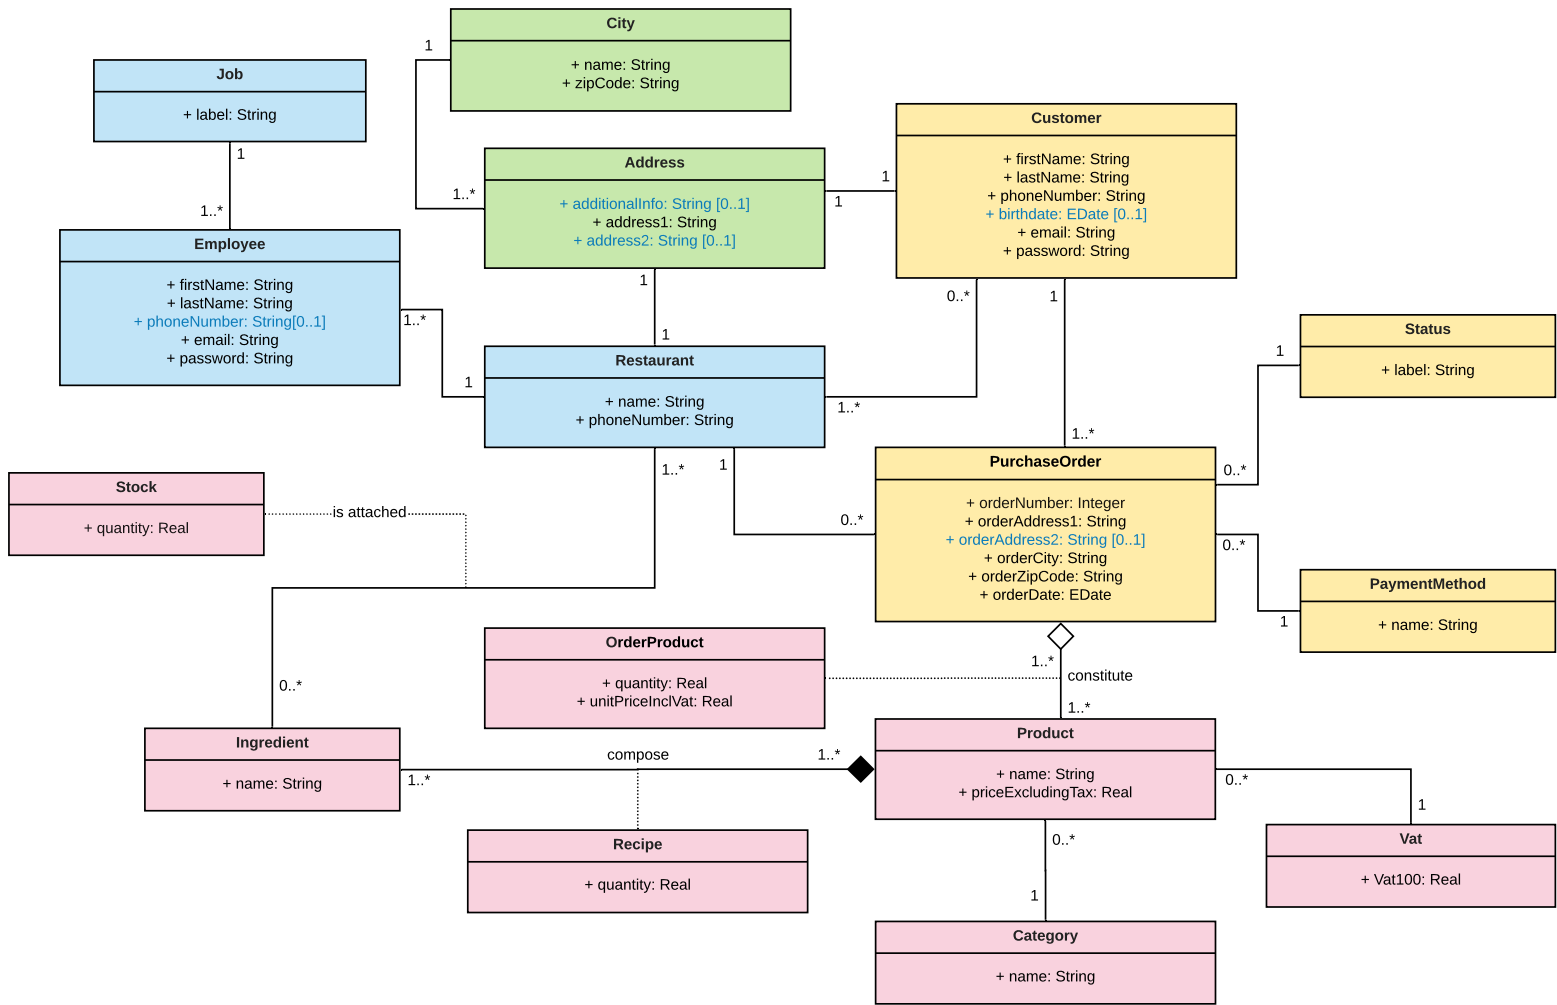 City
+ name: String
+ zipCode: String
1
1..*
Job
+ label: String
1
1..*
Employee
+ firstName: String
+ lastName: String
+ phoneNumber: String[0..1]
+ email: String
+ password: String
1..*
1
Address
+ additionalInfo: String [0..1]
+ address1: String
+ address2: String [0..1]
1
1
1
1
Customer
+ firstName: String
+ lastName: String
+ phoneNumber: String
+ birthdate: EDate [0..1]
+ email: String
+ password: String
0..*
1..*
1
1..*
Restaurant
+ name: String
+ phoneNumber: String
1..*
0..*
1
0..*
Status
+ label: String
1
0..*
PurchaseOrder
+ orderNumber: Integer
+ orderAddress1: String
+ orderAddress2: String [0..1]
+ orderCity: String
+ orderZipCode: String
+ orderDate: EDate
0..*
1
PaymentMethod
+ name: String
Stock
+ quantity: Real
is attached
OrderProduct
+ quantity: Real
+ unitPriceInclVat: Real
1..*
constitute
1..*
Ingredient
+ name: String
1..*
compose
1..*
Product
+ name: String
+ priceExcludingTax: Real
0..*
1
Vat
+ Vat100: Real
Recipe
+ quantity: Real
0..*
1
Category
+ name: String